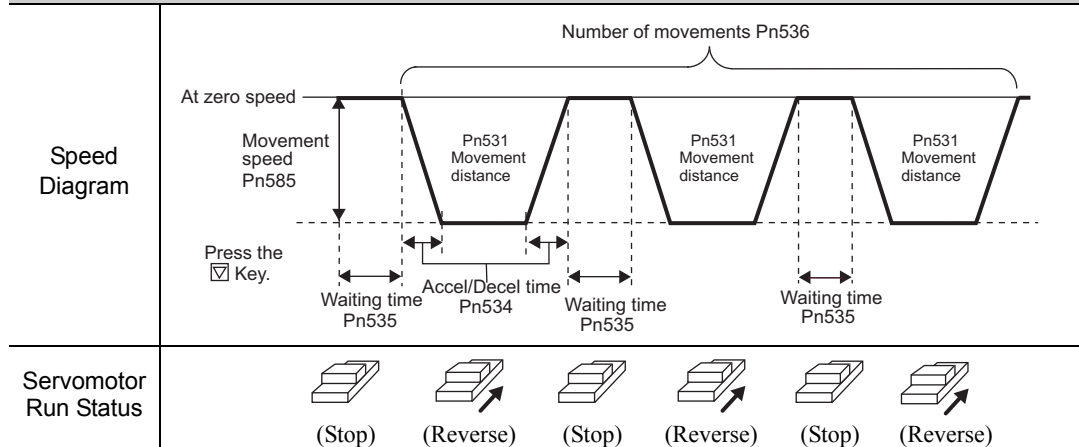 Number of movements Pn536
At zero speed
Speed
Diagram
Movement
speed
Pn585
Pn531
Movement
distance
Pn531
Movement
distance
Pn531
Movement
distance
Press the
▽ Key.
Waiting time
Pn535
Accel/Decel time
Pn534
Waiting time
Pn535
Waiting time
Pn535
Servomotor
Run Status
(Stop) (Reverse) (Stop) (Reverse) (Stop) (Reverse)